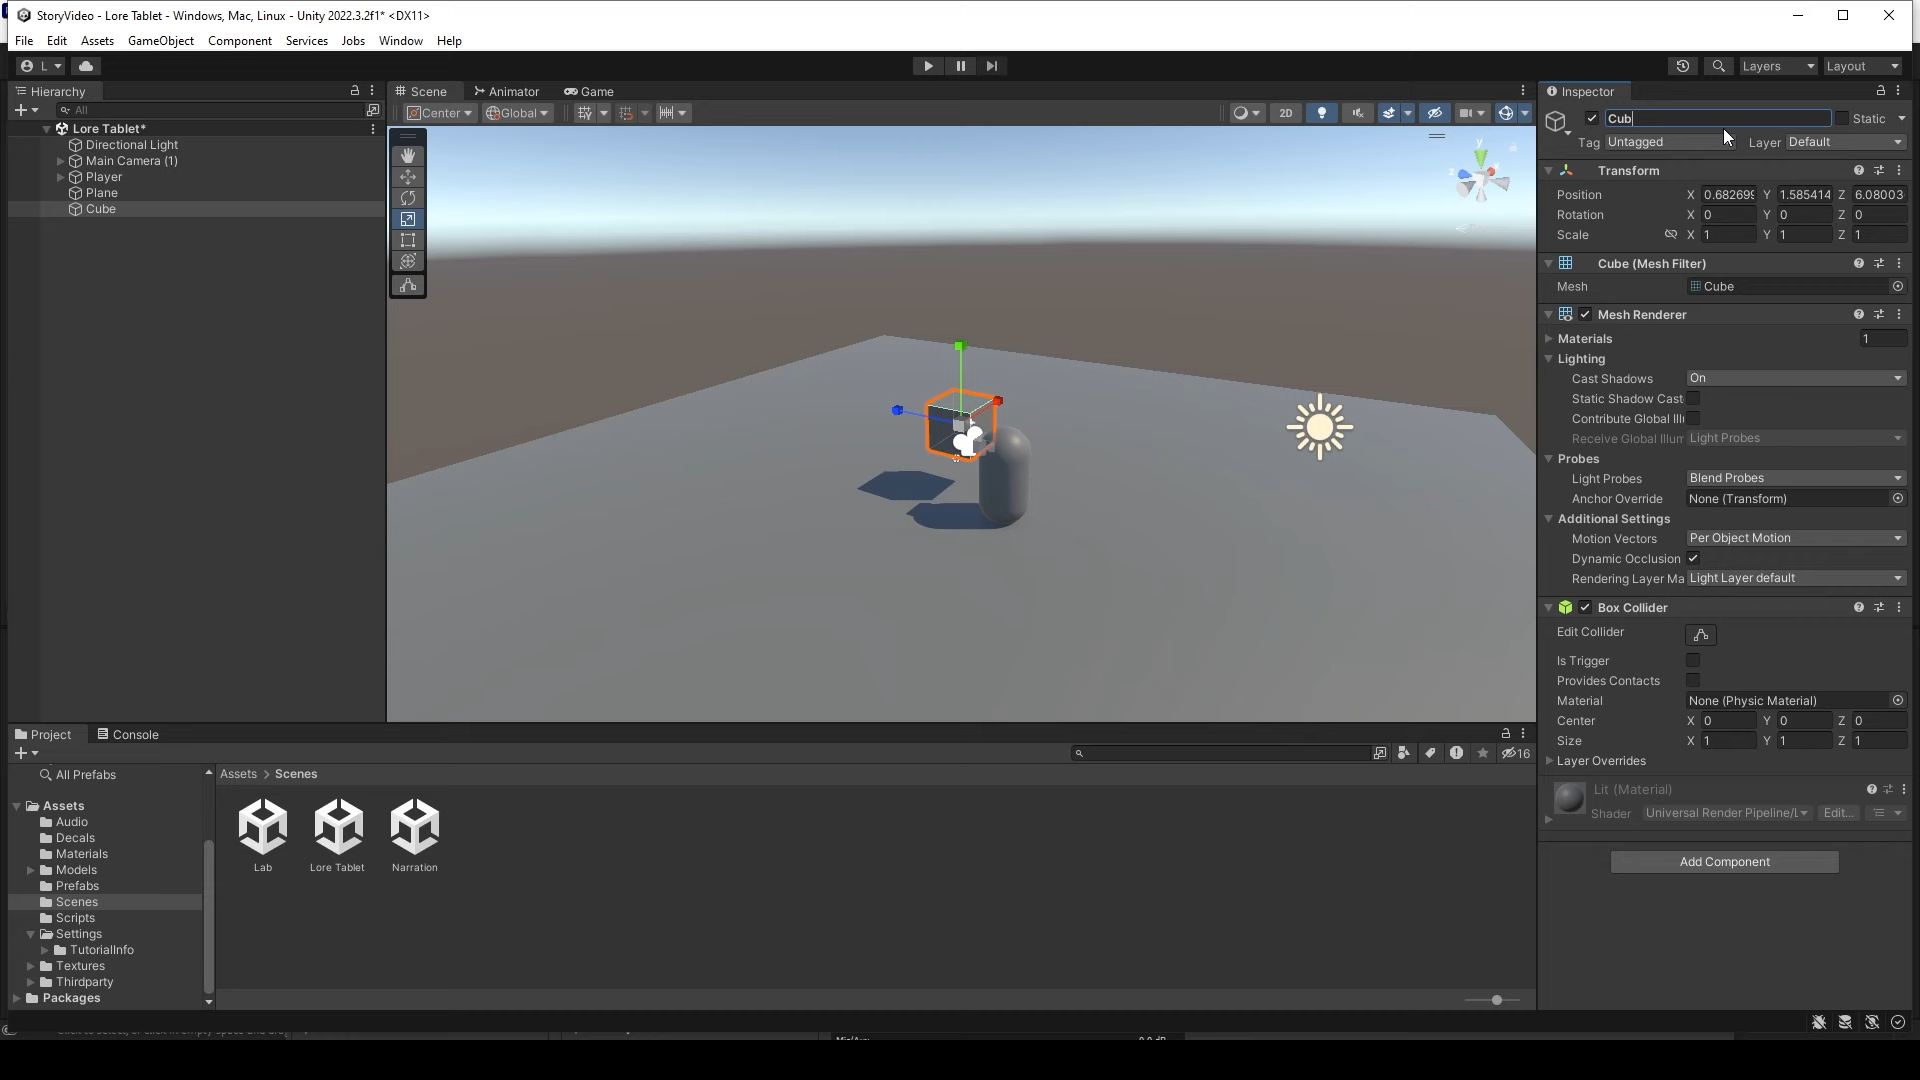 StoryVideo - Lore Tablet - Windows, Mac, Linux - Unity 2022.3.2f1* <DX11>
File Edit Assets GameObject Component Services Jobs Window Help
L Layers Layout
Hierarchy
All
Lore Tablet*
Directional Light
Main Camera (1)
Player
Plane
Cube
Scene Animator Game
Center Global 2D
y
x
z
Inspector
Cub Static
Tag Untagged Layer Default
Transform
Position X 0.682699 Y 1.585414 Z 6.08003
Rotation X 0 Y 0 Z 0
Scale X 1 Y 1 Z 1
Cube (Mesh Filter)
Mesh Cube
Mesh Renderer
Materials 1
Lighting
Cast Shadows On
Static Shadow Cast
Contribute Global Illu
Receive Global Illum Light Probes
Probes
Light Probes Blend Probes
Anchor Override None (Transform)
Additional Settings
Motion Vectors Per Object Motion
Dynamic Occlusion
Rendering Layer Ma Light Layer default
Box Collider
Edit Collider
Is Trigger
Provides Contacts
Material None (Physic Material)
Center X 0 Y 0 Z 0
Size X 1 Y 1 Z 1
Layer Overrides
Lit (Material)
Shader Universal Render Pipeline/L Edit...
Add Component
Project Console
16
All Prefabs
Assets
Audio
Decals
Materials
Models
Prefabs
Scenes
Scripts
Settings
TutorialInfo
Textures
Thirdparty
Packages
Assets > Scenes
Lab Lore Tablet Narration